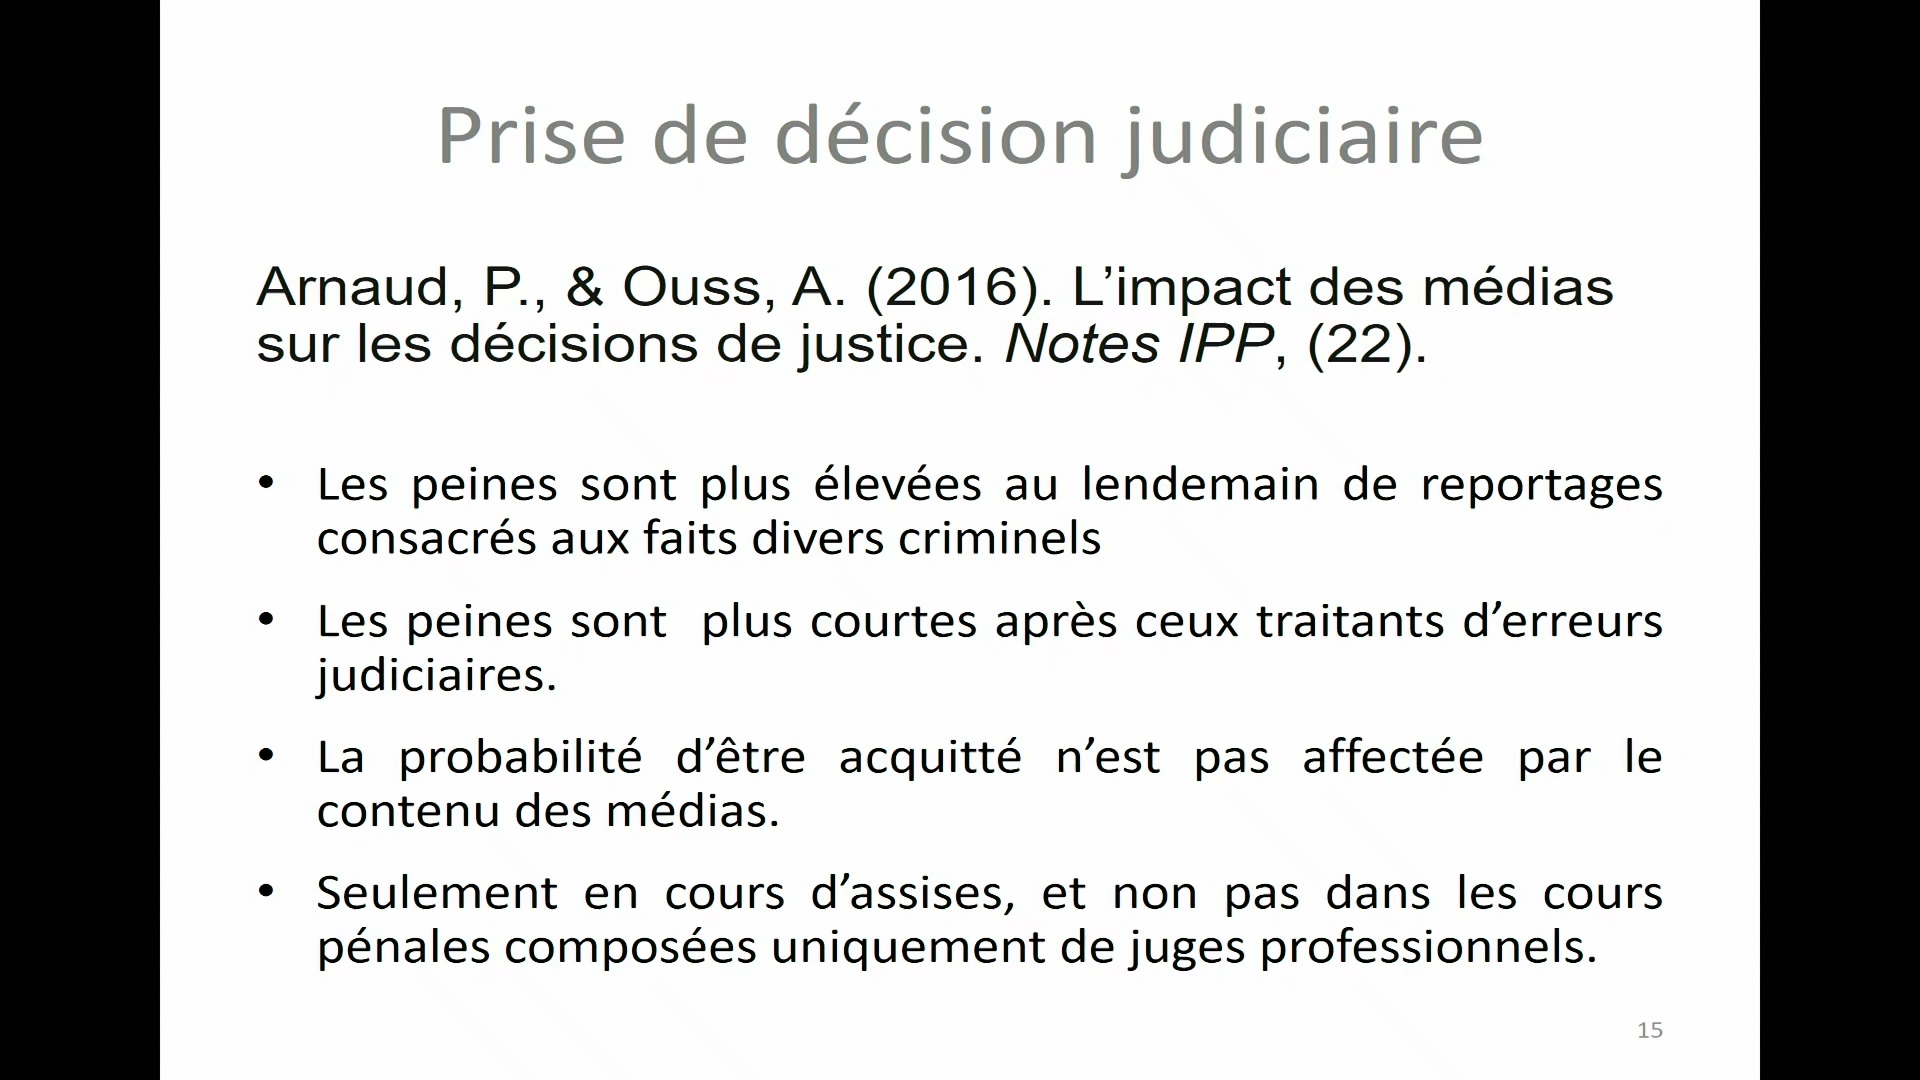 Prise de décision judiciaire
Arnaud, P., & Ouss, A. (2016). L’impact des médias
sur les décisions de justice. Notes IPP, (22).
• Les peines sont plus élevées au lendemain de reportages
consacrés aux faits divers criminels
• Les peines sont  plus courtes après ceux traitants d’erreurs
judiciaires.
• La probabilité d’être acquitté n’est pas affectée par le
contenu des médias.
• Seulement en cours d’assises, et non pas dans les cours
pénales composées uniquement de juges professionnels.
15